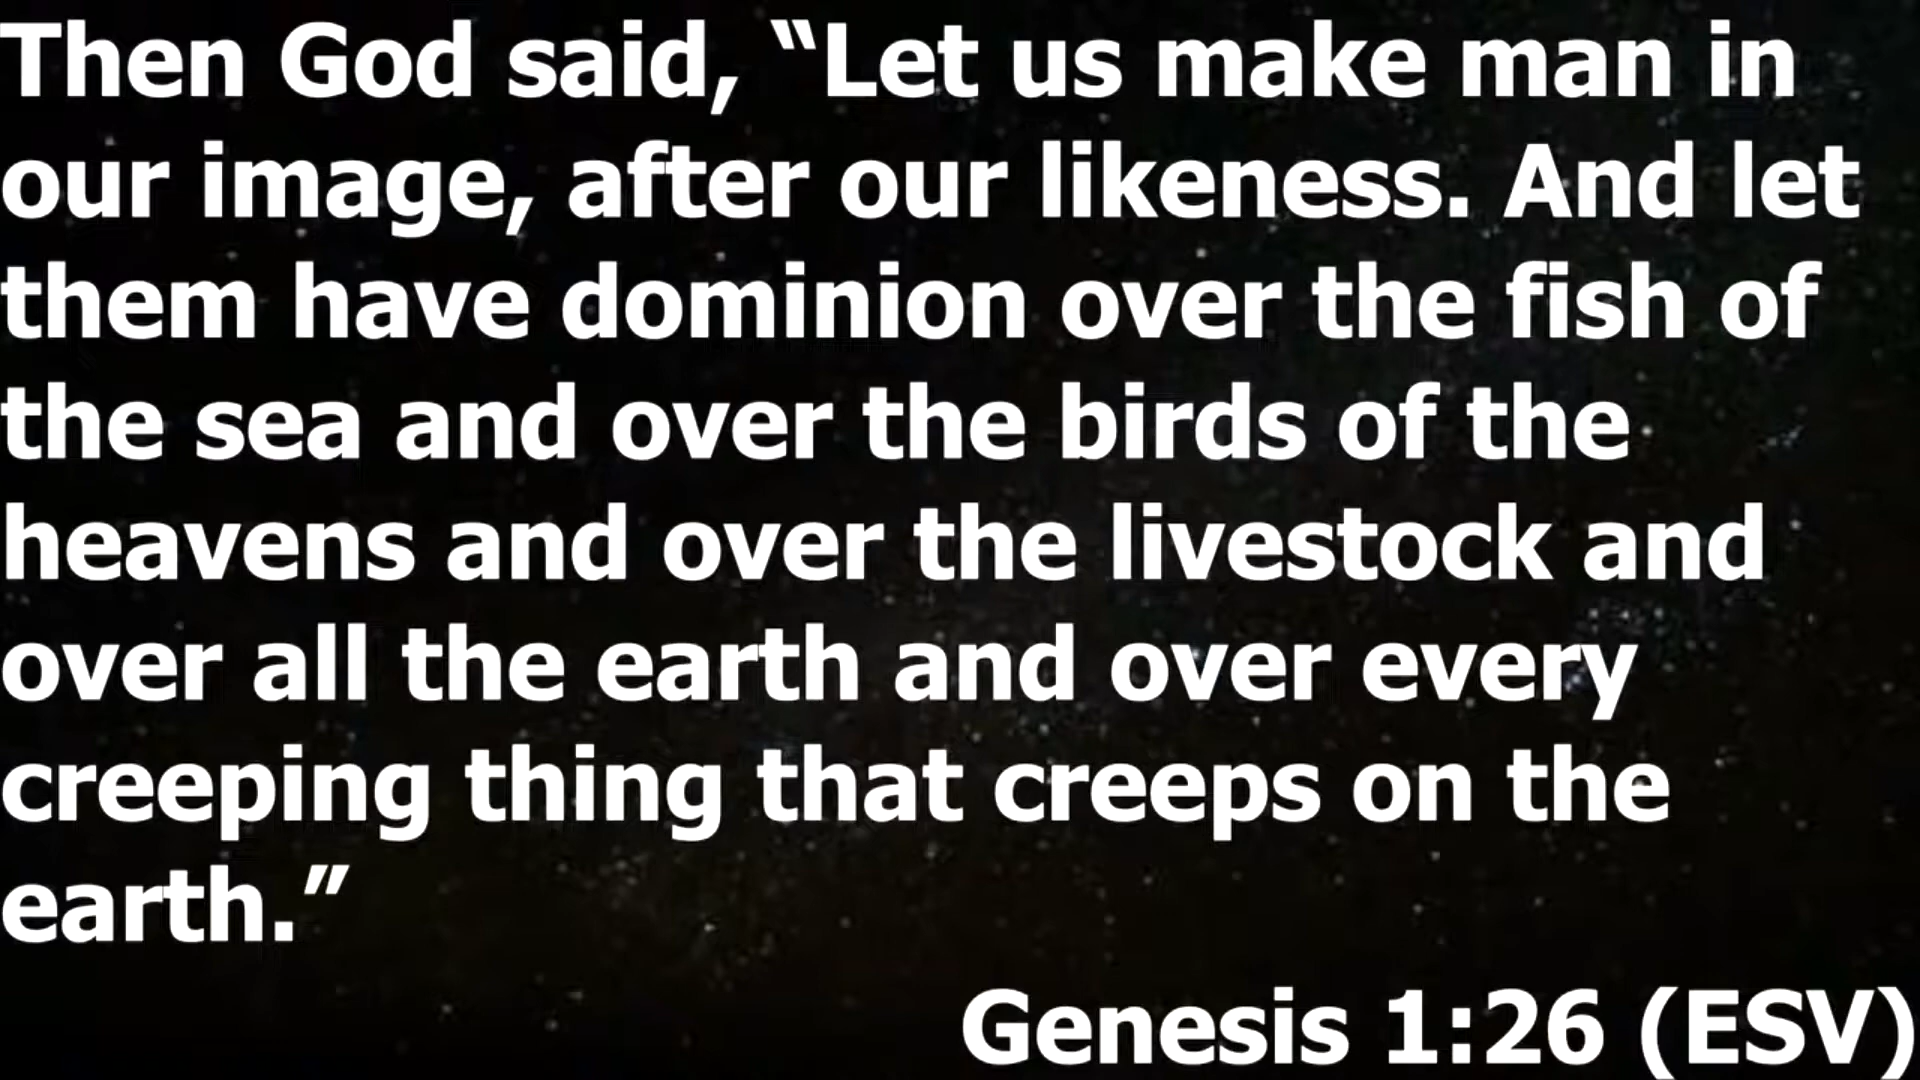 Then God said, “Let us make man in
our image, after our likeness. And let
them have dominion over the fish of
the sea and over the birds of the
heavens and over the livestock and
over all the earth and over every
creeping thing that creeps on the
earth.”
Genesis 1:26 (ESV)